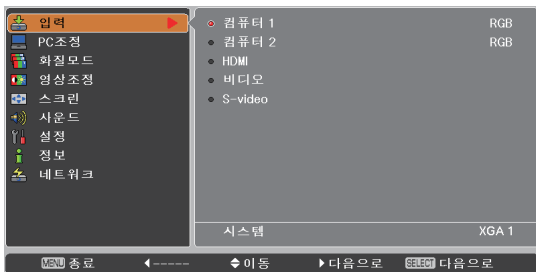 입력
PC조정
화질모드
영상조정
스크린
사운드
설정
정보
네트워크
컴퓨터 1 RGB
컴퓨터 2 RGB
HDMI
비디오
S-video
시스템 XGA 1
MENU 종료 ----- 이동 다음으로 SELECT 다음으로